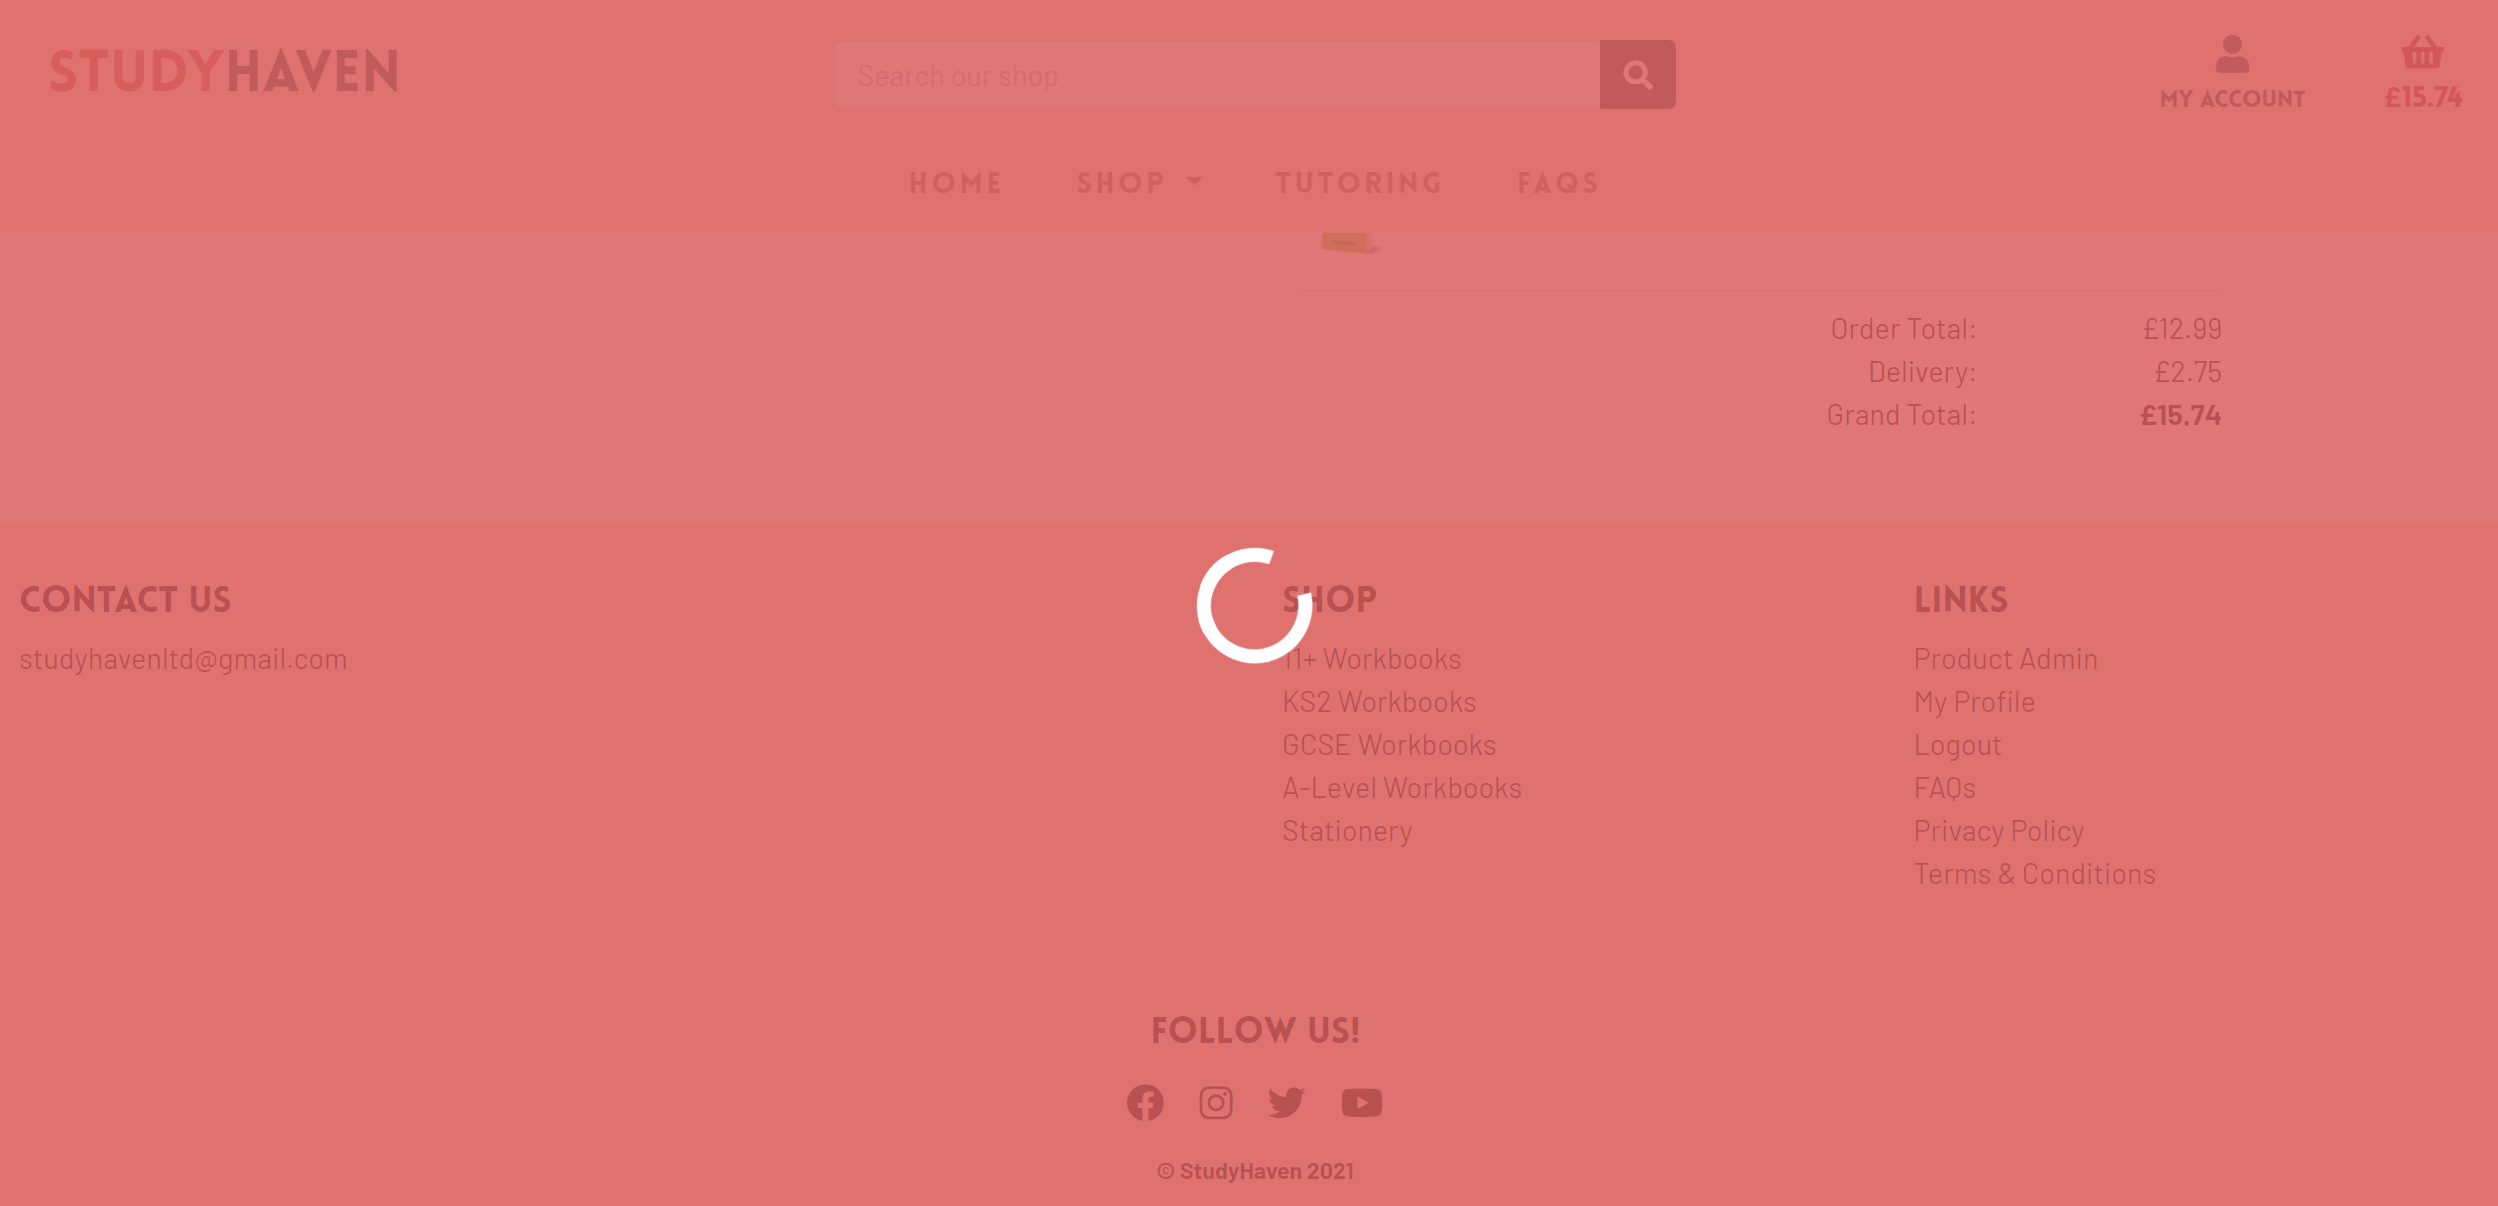 STUDYHAVEN
Search our shop
MY ACCOUNT
£15.74
HOME SHOP TUTORING FAQS
Order Total: £12.99
Delivery: £2.75
Grand Total: £15.74
CONTACT US
studyhavenltd@gmail.com
SHOP
11+ Workbooks
KS2 Workbooks
GCSE Workbooks
A-Level Workbooks
Stationery
LINKS
Product Admin
My Profile
Logout
FAQs
Privacy Policy
Terms & Conditions
FOLLOW US!
© StudyHaven 2021